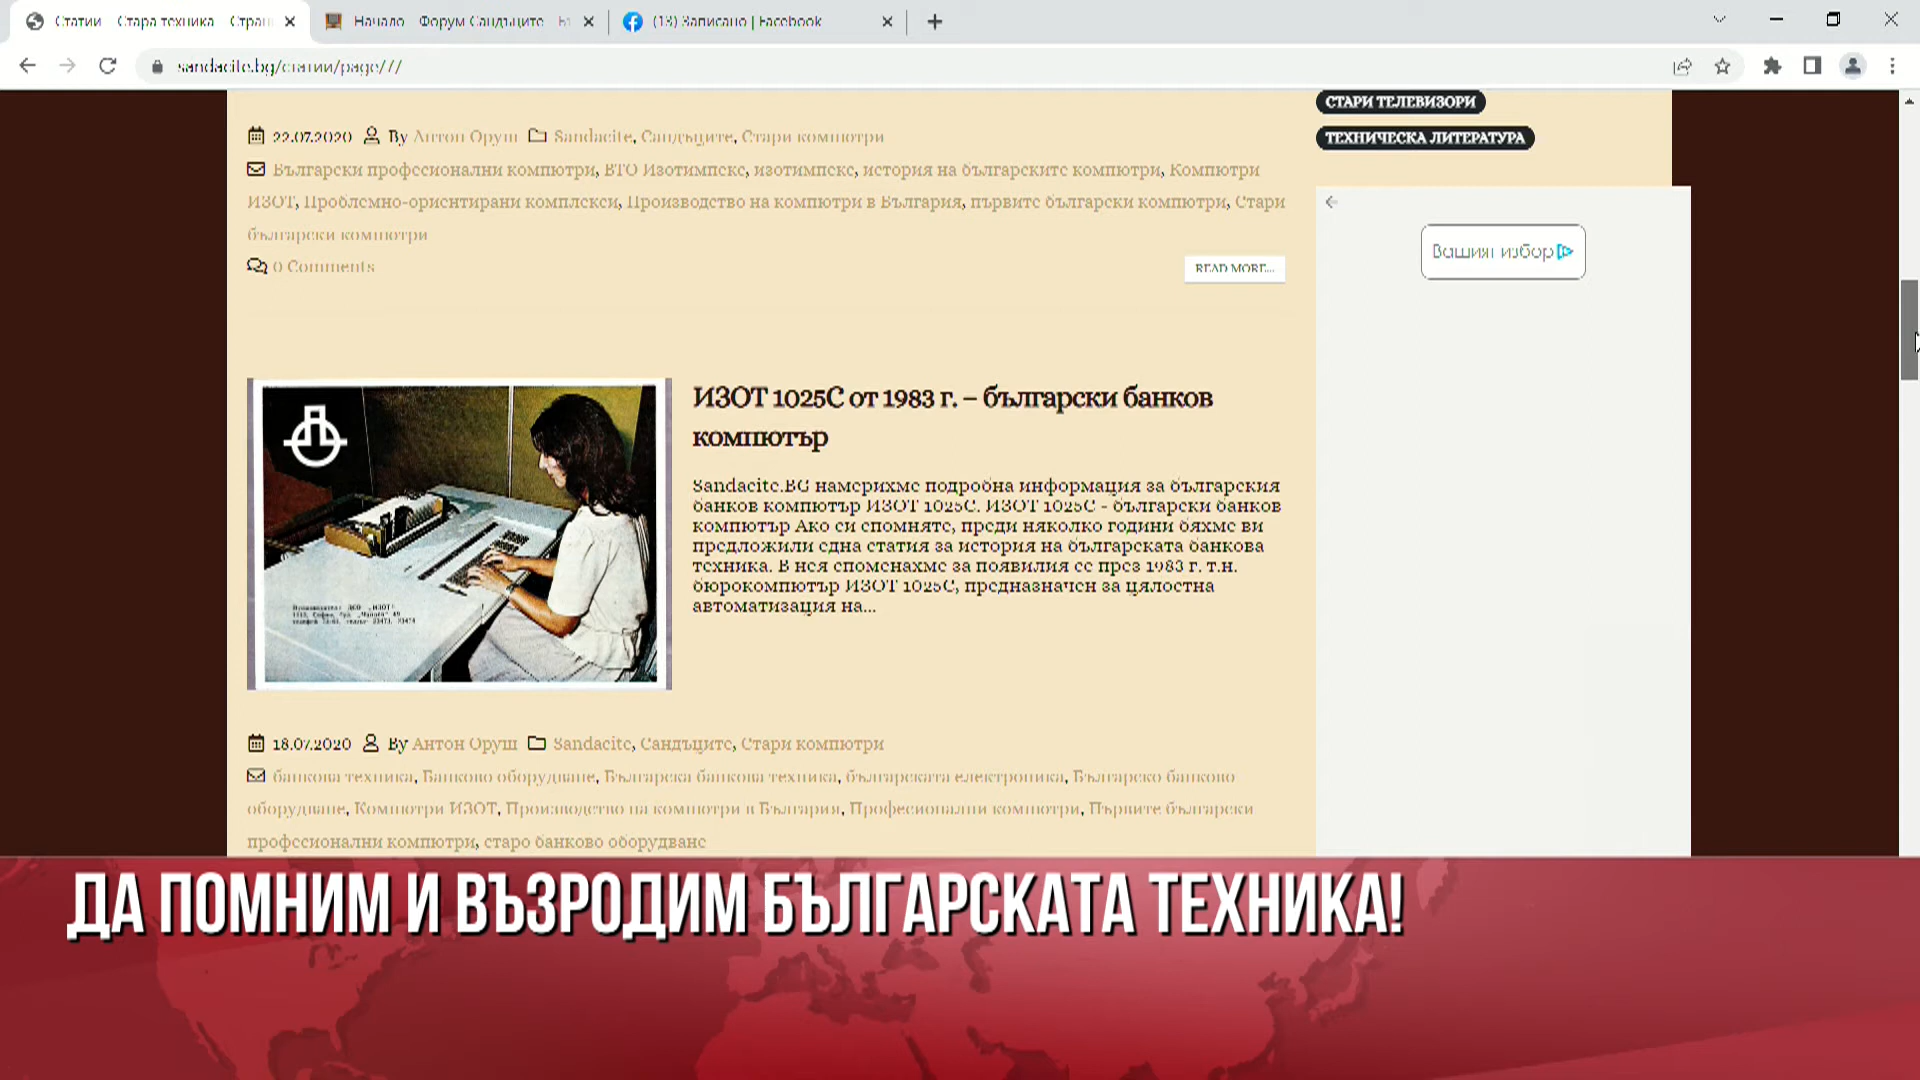 Статии Стара техника Стран
Начало Форум Сандъците
(13) Записано | Facebook
sandacite.bg/статии/page///
СТАРИ ТЕЛЕВИЗОРИ
ТЕХНИЧЕСКА ЛИТЕРАТУРА
22.07.2020 By Антон Оруш Sandacite, Сандъците, Стари компютри
Български професионални компютри, ВТО Изотимпекс, изотимпекс, история на българските компютри, Компютри
ИЗОТ, Проблемно-ориентирани комплекси, Производство на компютри в България, първите български компютри, Стари
български компютри
0 Comments
READ MORE...
Вашият избор
ИЗОТ 1025С от 1983 г. – български банков
компютър
Sandacite.BG намерихме подробна информация за българския
банков компютър ИЗОТ 1025С. ИЗОТ 1025С - български банков
компютър Ако си спомняте, преди няколко години бяхме ви
предложили една статия за история на българската банкова
техника. В нея споменахме за появилия се през 1983 г. т.н.
бюрокомпютър ИЗОТ 1025С, предназначен за цялостна
автоматизация на...
18.07.2020 By Антон Оруш Sandacite, Сандъците, Стари компютри
банкова техника, Банково оборудване, Българска банкова техника, българската електроника, Българско банково
оборудване, Компютри ИЗОТ, Производство на компютри в България, Професионални компютри, Първите български
професионални компютри, старо банково оборудване
ДА ПОМНИМ И ВЪЗРОДИМ БЪЛГАРСКАТА ТЕХНИКА!